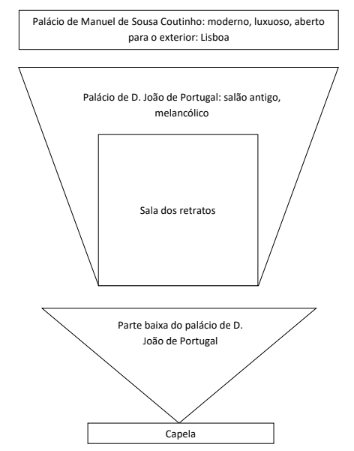 Palácio de Manuel de Sousa Coutinho: moderno, luxuoso, aberto
para o exterior: Lisboa
Palácio de D. João de Portugal: salão antigo,
melancólico
Sala dos retratos
Parte baixa do palácio de D.
João de Portugal
Capela